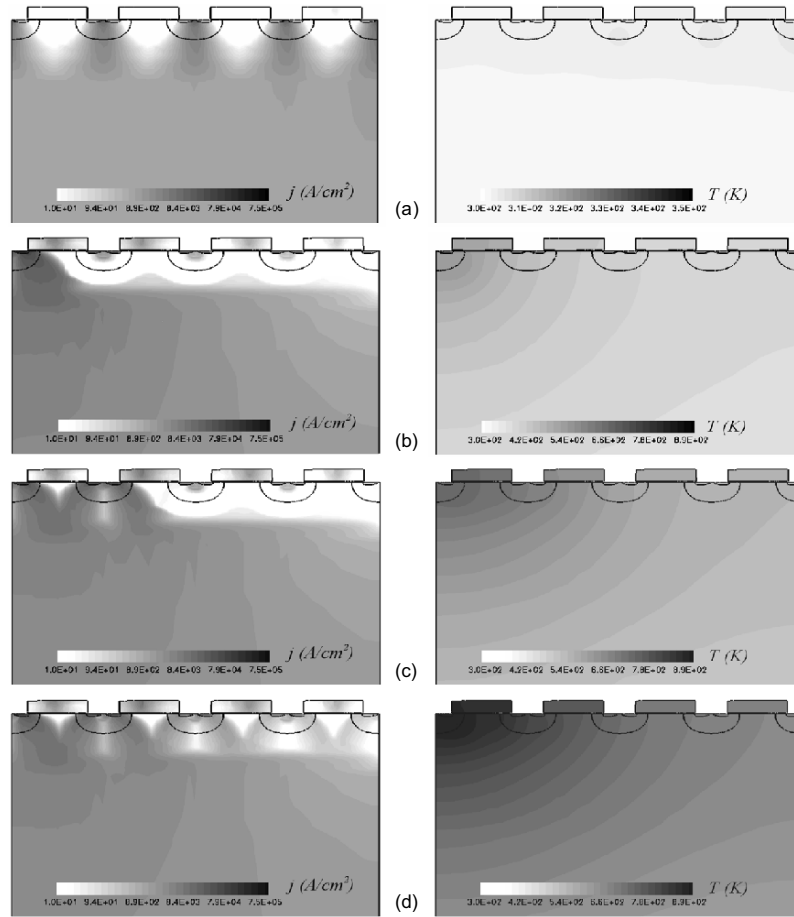 j (A/cm²)
1.0E+01 9.4E+01 8.9E+02 8.4E+03 7.9E+04 7.5E+05
(a)
T (K)
3.0E+02 3.1E+02 3.2E+02 3.3E+02 3.4E+02 3.5E+02
j (A/cm²)
1.0E+01 9.4E+01 8.9E+02 8.4E+03 7.9E+04 7.5E+05
(b)
T (K)
3.0E+02 4.2E+02 5.4E+02 6.6E+02 7.8E+02 8.9E+02
j (A/cm²)
1.0E+01 9.4E+01 8.9E+02 8.4E+03 7.9E+04 7.5E+05
(c)
T (K)
3.0E+02 4.2E+02 5.4E+02 6.6E+02 7.8E+02 8.9E+02
j (A/cm²)
1.0E+01 9.4E+01 8.9E+02 8.4E+03 7.9E+04 7.5E+05
(d)
T (K)
3.0E+02 4.2E+02 5.4E+02 6.6E+02 7.8E+02 8.9E+02